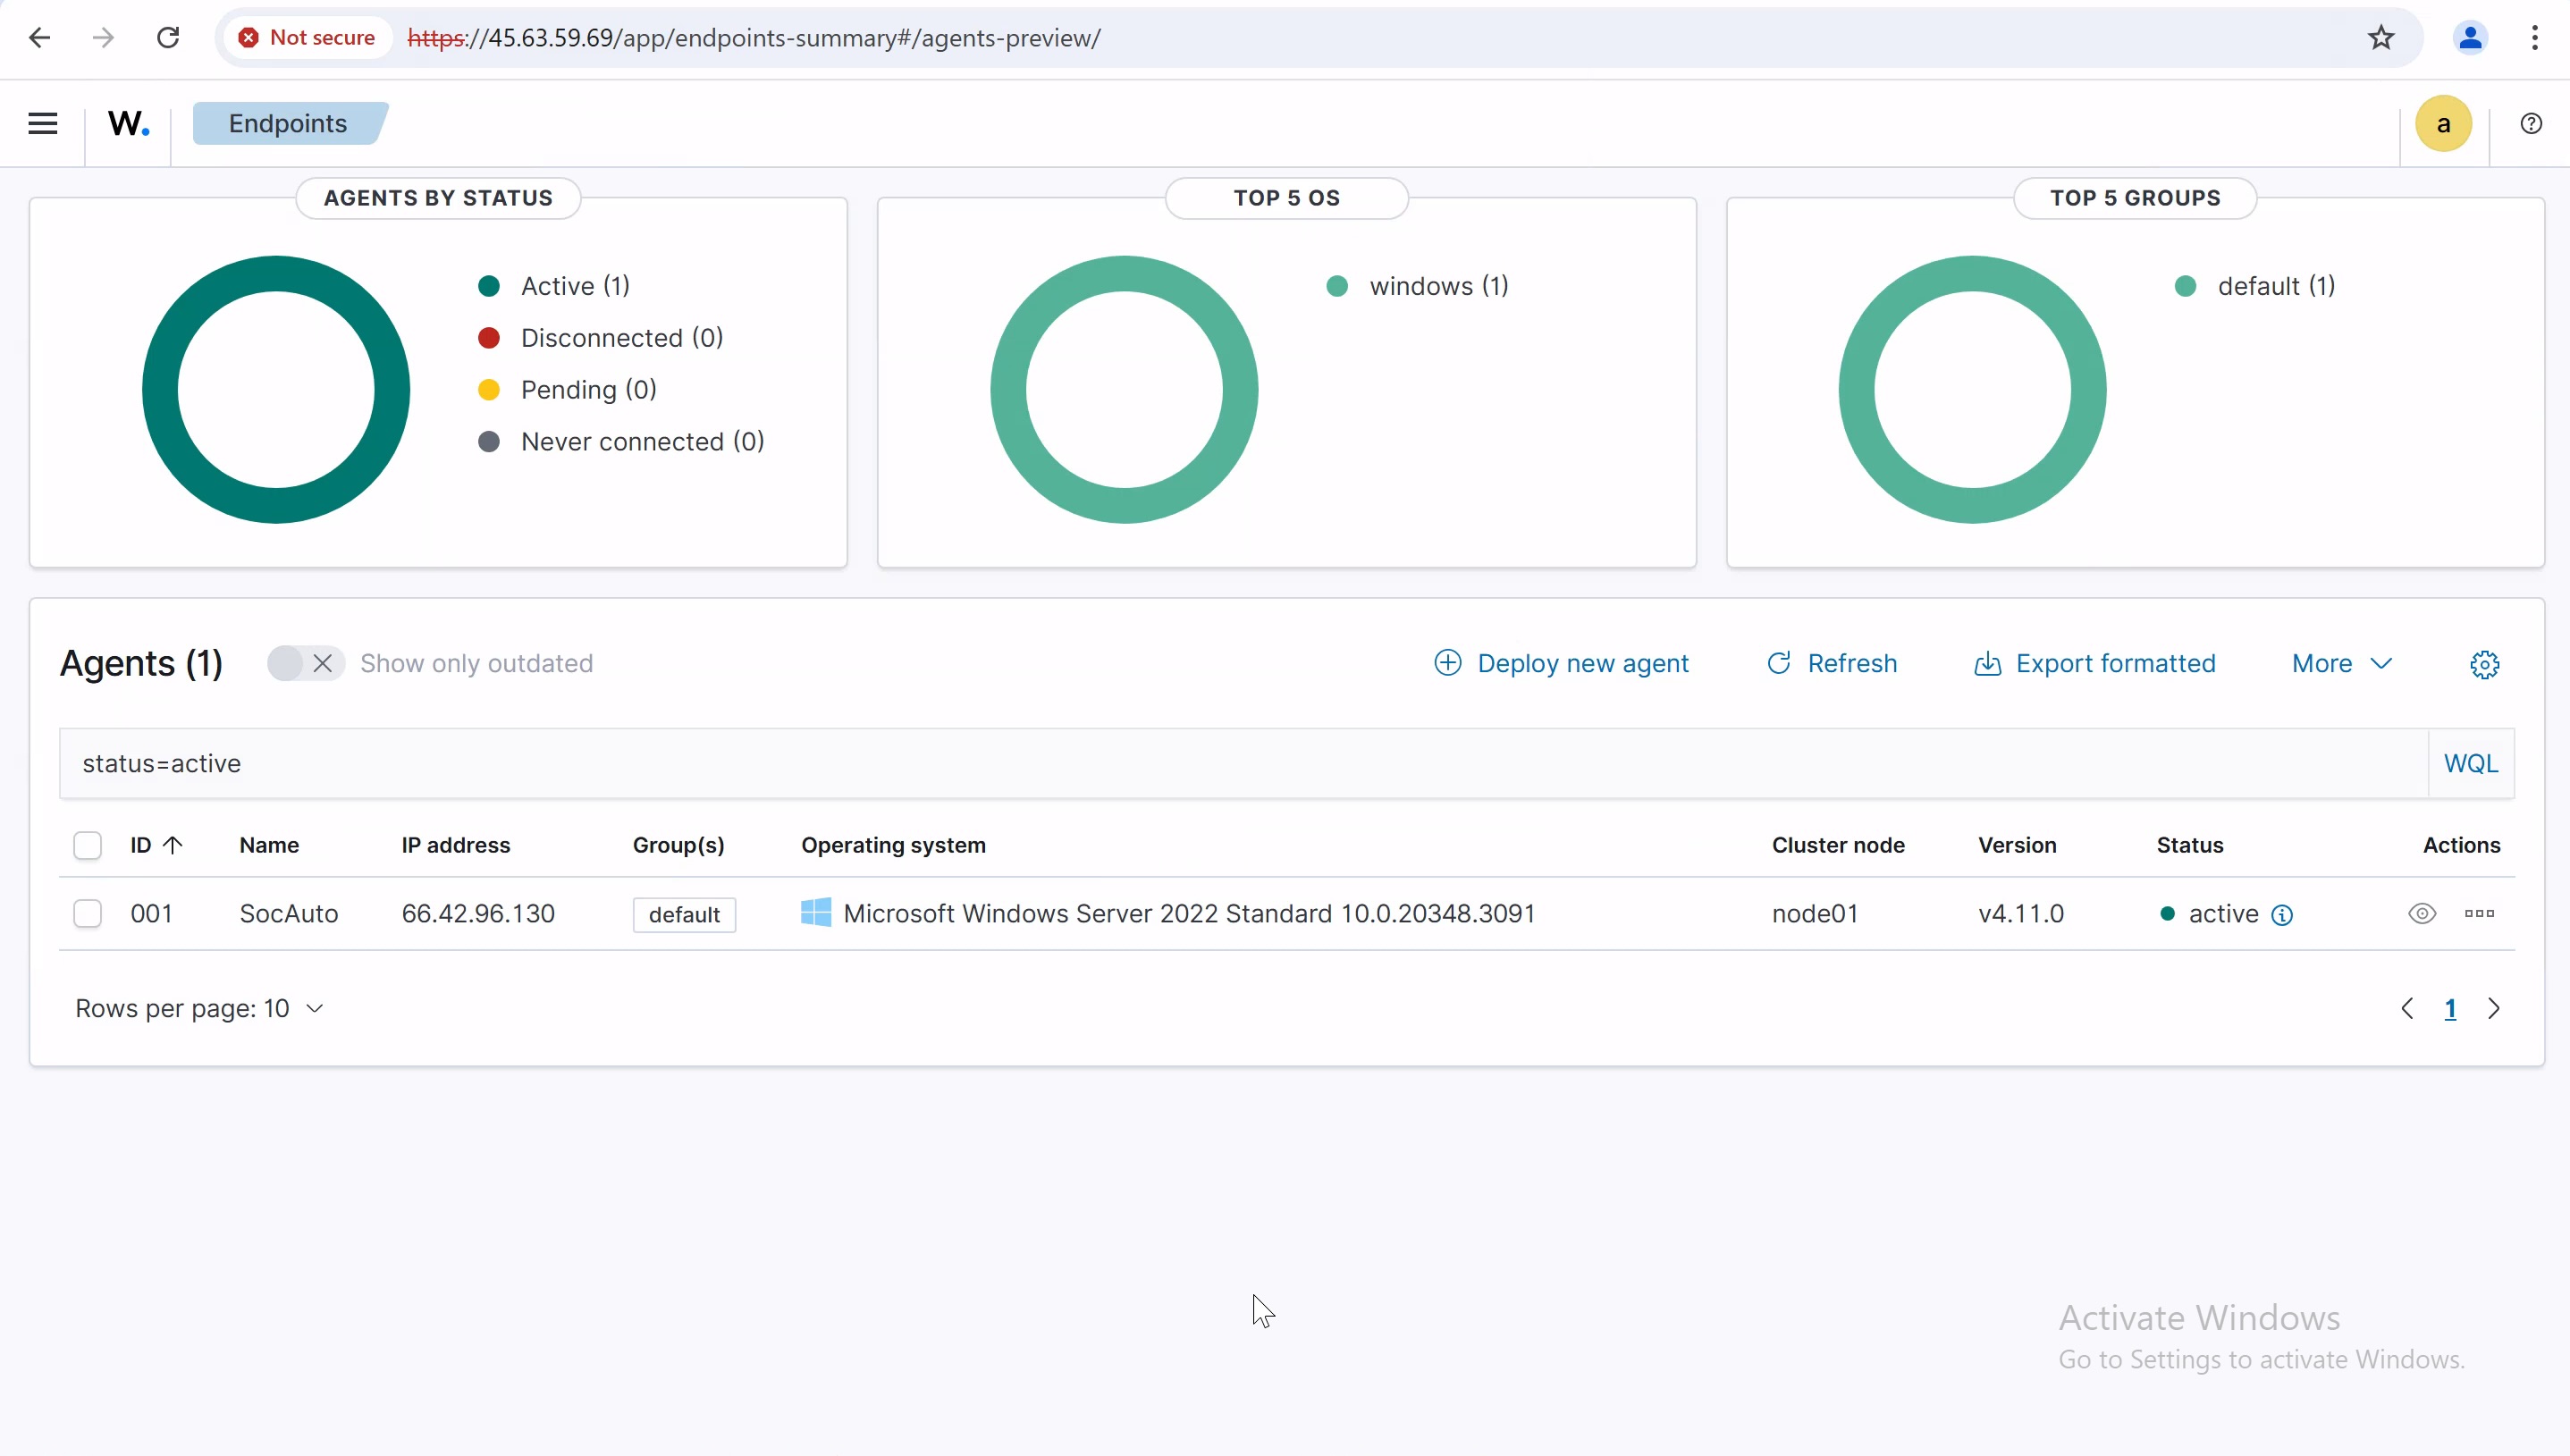 Not secure https://45.63.59.69/app/endpoints-summary#/agents-preview/
W. Endpoints a
AGENTS BY STATUS
Active (1)
Disconnected (0)
Pending (0)
Never connected (0)
TOP 5 OS
windows (1)
TOP 5 GROUPS
default (1)
Agents (1) Show only outdated Deploy new agent Refresh Export formatted More
status=active WQL
ID Name IP address Group(s) Operating system Cluster node Version Status Actions
001 SocAuto 66.42.96.130 default Microsoft Windows Server 2022 Standard 10.0.20348.3091 node01 v4.11.0 active
Rows per page: 10 1
Activate Windows
Go to Settings to activate Windows.